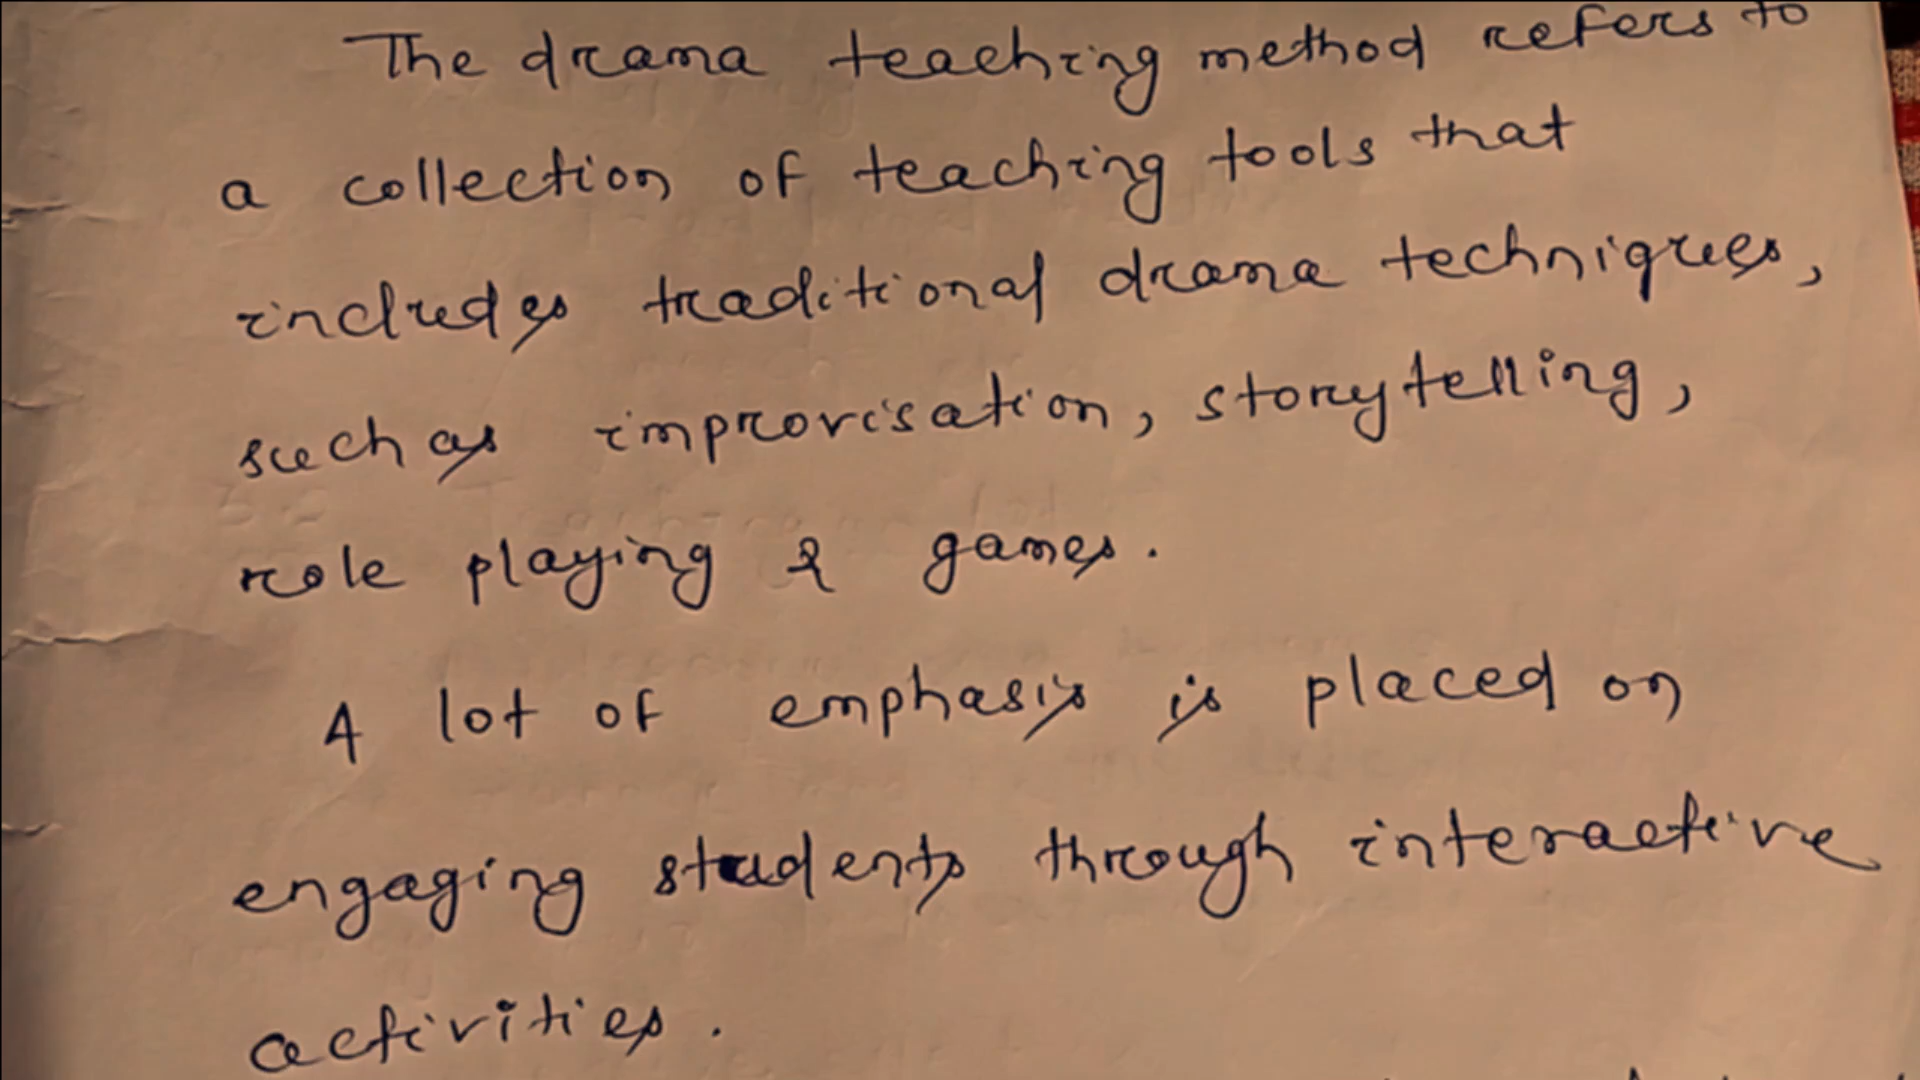 The drama teaching method refers to
a collection of teaching tools that
includes traditional drama techniques,
such as improvisation, storytelling,
role playing & games.
A lot of emphasis is placed on
engaging students through interactive
activities.